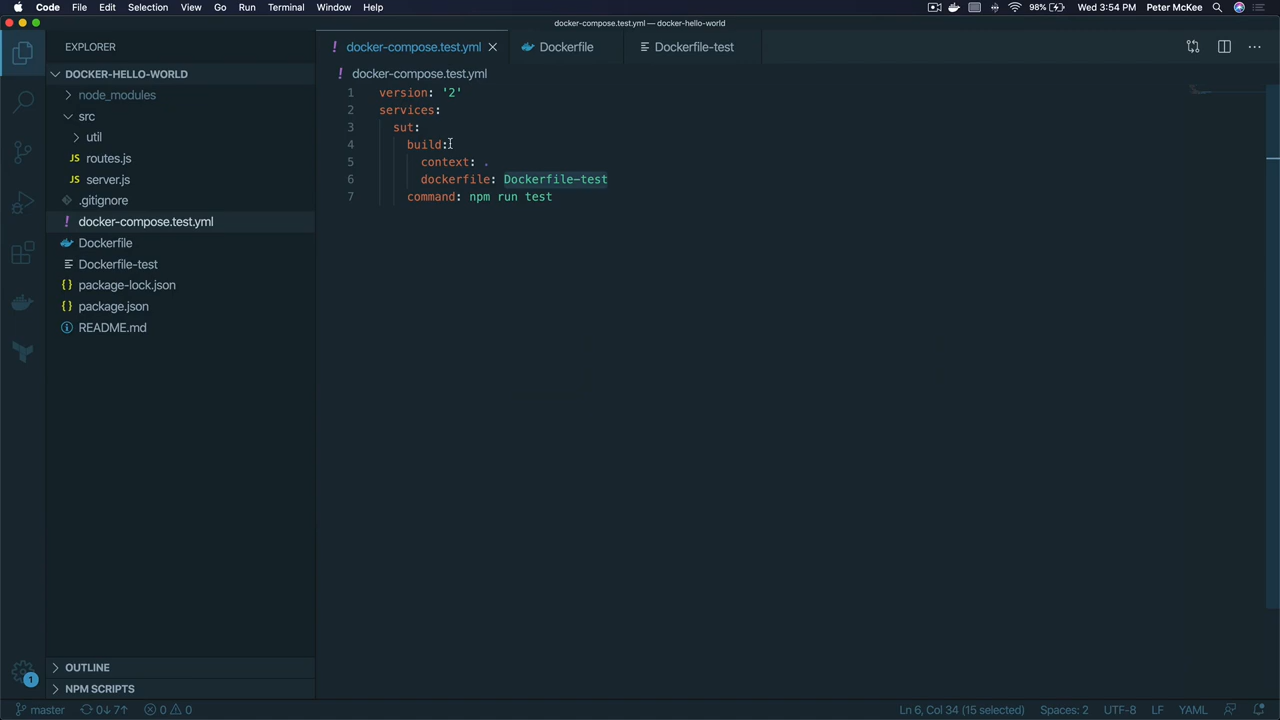 Code File Edit Selection View Go Run Terminal Window Help 98% Wed 3:54 PM Peter McKee
docker-compose.test.yml — docker-hello-world
EXPLORER
DOCKER-HELLO-WORLD
node_modules
src
util
JS routes.js
JS server.js
.gitignore
! docker-compose.test.yml
Dockerfile
Dockerfile-test
{} package-lock.json
{} package.json
README.md
OUTLINE
NPM SCRIPTS
! docker-compose.test.yml Dockerfile Dockerfile-test
! docker-compose.test.yml
1 version: '2'
2 services:
3 sut:
4 build:
5 context: .
6 dockerfile: Dockerfile-test
7 command: npm run test
1
master 0↓ 7↑ 0 0 Ln 6, Col 34 (15 selected) Spaces: 2 UTF-8 LF YAML